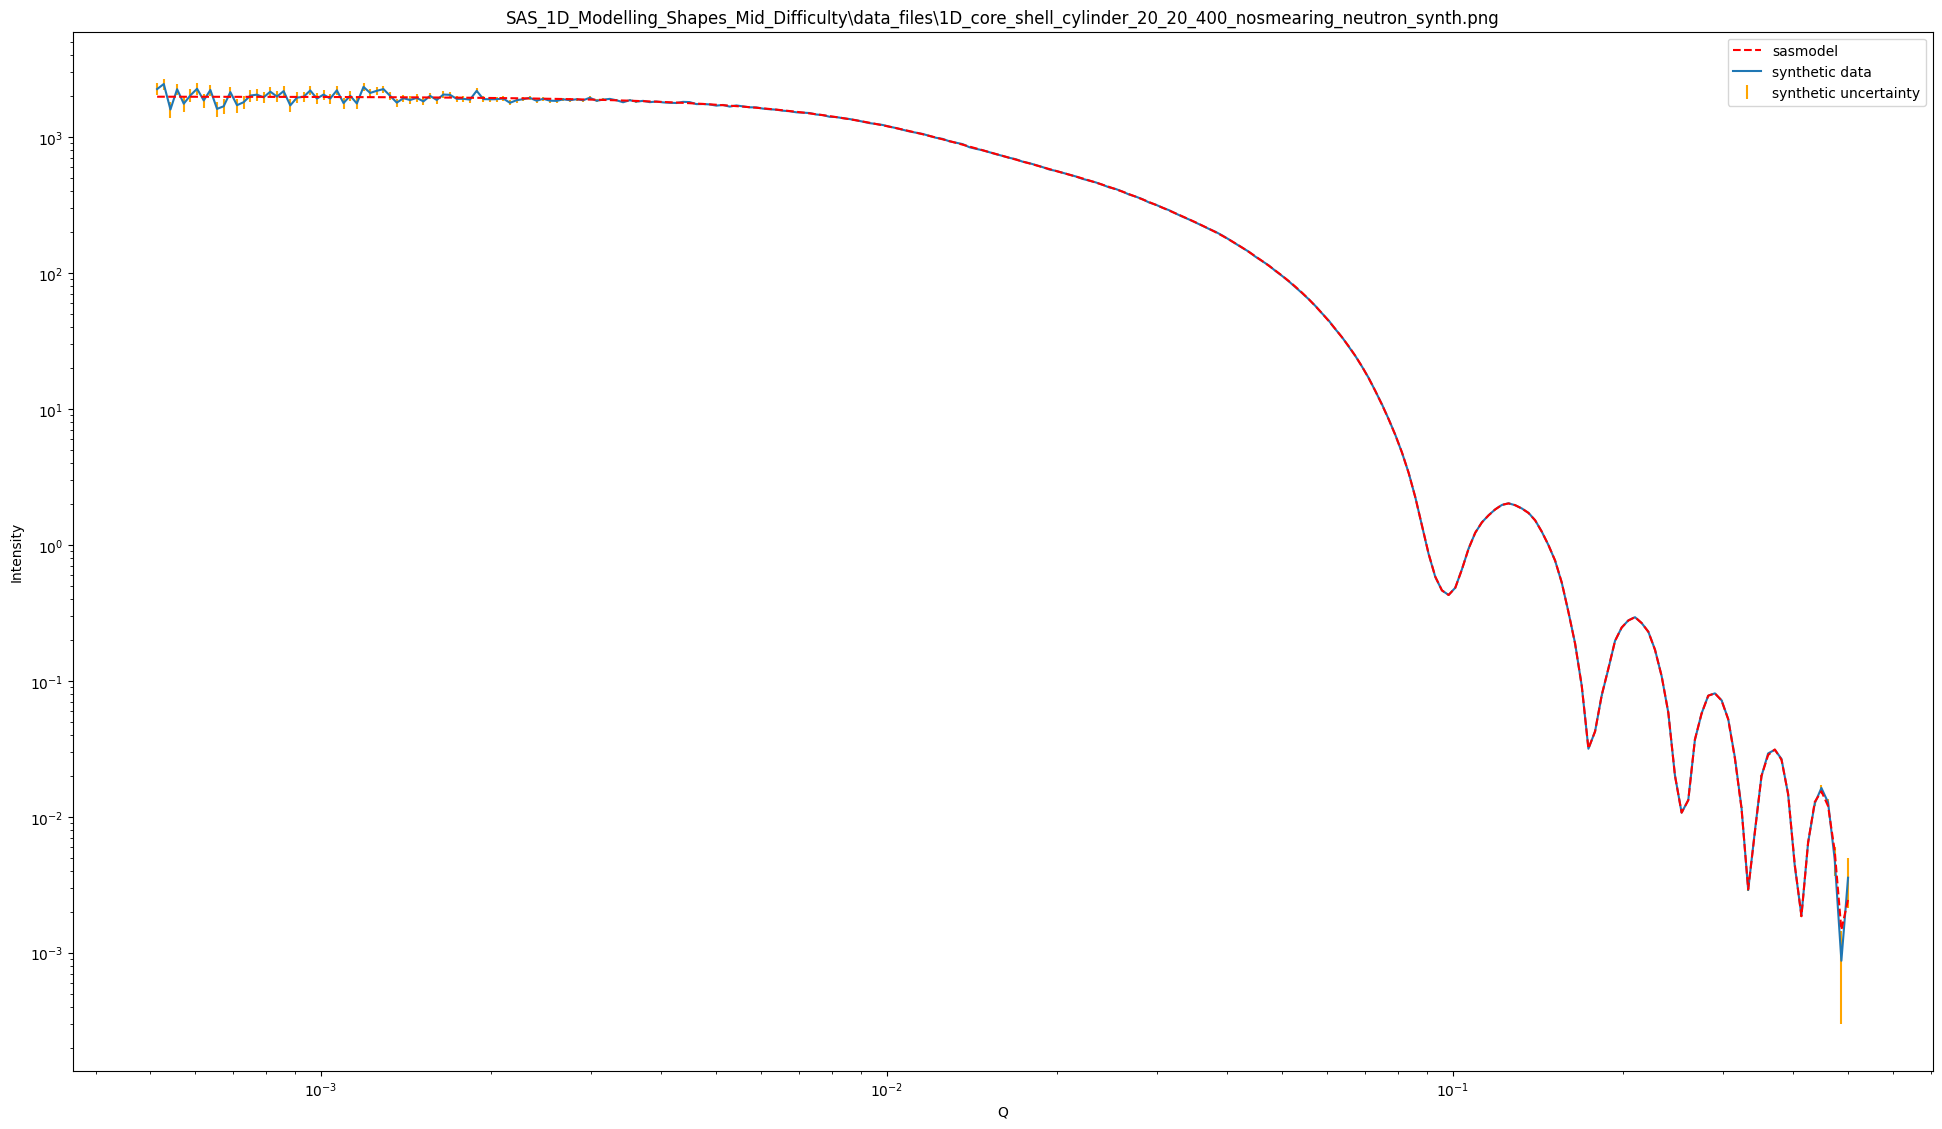 SAS_1D_Modelling_Shapes_Mid_Difficulty\data_files\1D_core_shell_cylinder_20_20_400_nosmearing_neutron_synth.png
sasmodel
synthetic data
synthetic uncertainty
Intensity
10³
10²
10¹
10⁰
10⁻¹
10⁻²
10⁻³
10⁻³
10⁻²
10⁻¹
Q